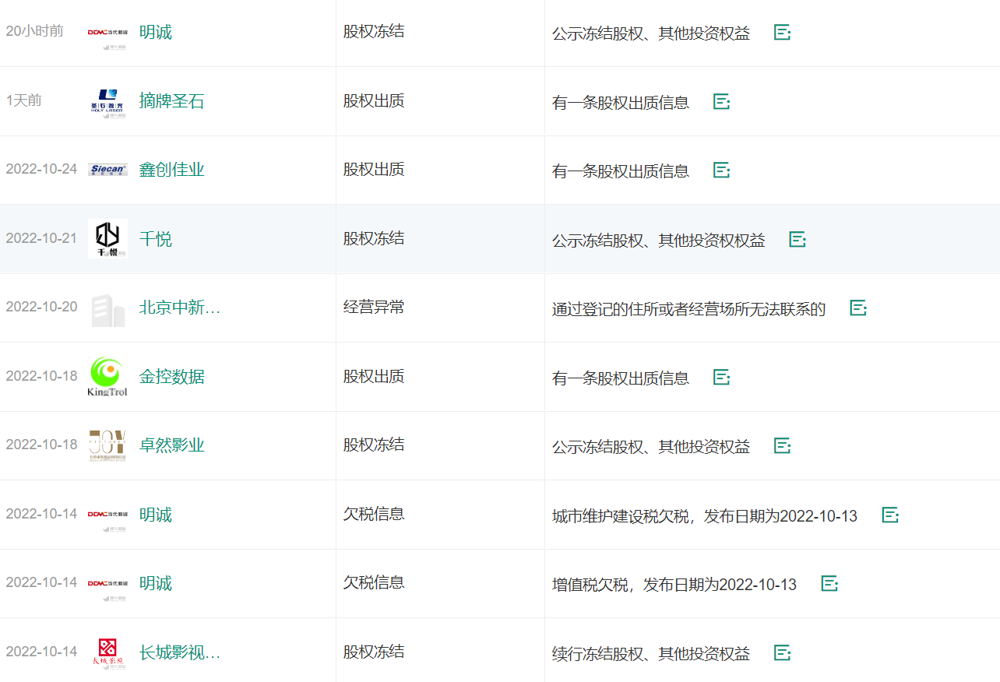 20小时前 DDMC当代明诚 明诚 股权冻结 公示冻结股权、其他投资权益
1天前 圣石激光 HOLY LASER 摘牌圣石 股权出质 有一条股权出质信息
2022-10-24 Siecan 鑫创佳业 股权出质 有一条股权出质信息
2022-10-21 千悦 千悦 股权冻结 公示冻结股权、其他投资权权益
2022-10-20 北京中新... 经营异常 通过登记的住所或者经营场所无法联系的
2022-10-18 KingTrol 金控数据 股权出质 有一条股权出质信息
2022-10-18 JOY PICTURES 卓然影业 股权冻结 公示冻结股权、其他投资权益
2022-10-14 DDMC当代明诚 明诚 欠税信息 城市维护建设税欠税，发布日期为2022-10-13
2022-10-14 DDMC当代明诚 明诚 欠税信息 增值税欠税，发布日期为2022-10-13
2022-10-14 长城影视 长城影视... 股权冻结 续行冻结股权、其他投资权益